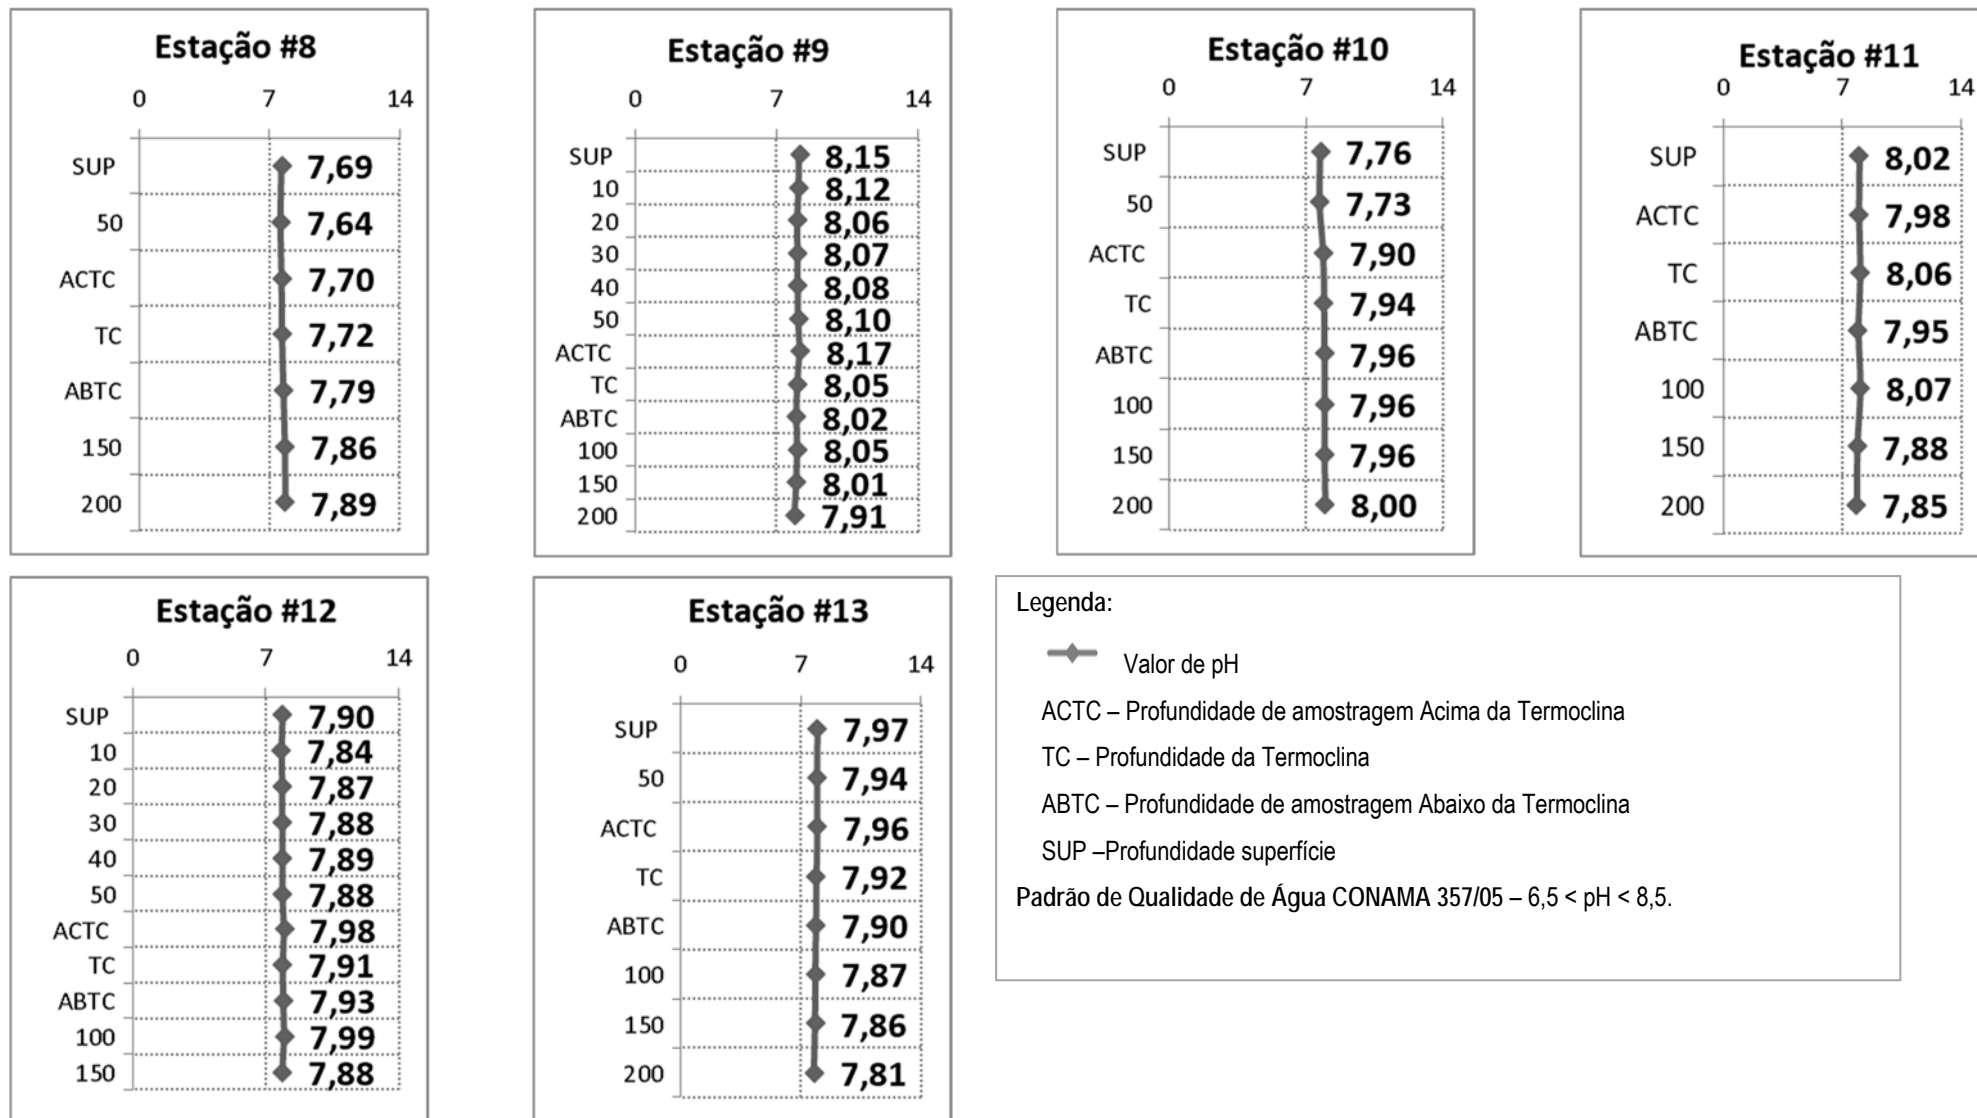 Estação #8
0 7 14
SUP 7,69
50 7,64
ACTC 7,70
TC 7,72
ABTC 7,79
150 7,86
200 7,89
Estação #9
0 7 14
SUP 8,15
10 8,12
20 8,06
30 8,07
40 8,08
50 8,10
ACTC 8,17
TC 8,05
ABTC 8,02
100 8,05
150 8,01
200 7,91
Estação #10
0 7 14
SUP 7,76
50 7,73
ACTC 7,90
TC 7,94
ABTC 7,96
100 7,96
150 7,96
200 8,00
Estação #11
0 7 14
SUP 8,02
ACTC 7,98
TC 8,06
ABTC 7,95
100 8,07
150 7,88
200 7,85
Estação #12
0 7 14
SUP 7,90
10 7,84
20 7,87
30 7,88
40 7,89
50 7,88
ACTC 7,98
TC 7,91
ABTC 7,93
100 7,99
150 7,88
Estação #13
0 7 14
SUP 7,97
50 7,94
ACTC 7,96
TC 7,92
ABTC 7,90
100 7,87
150 7,86
200 7,81
Legenda:
Valor de pH
ACTC – Profundidade de amostragem Acima da Termoclina
TC – Profundidade da Termoclina
ABTC – Profundidade de amostragem Abaixo da Termoclina
SUP –Profundidade superfície
Padrão de Qualidade de Água CONAMA 357/05 – 6,5 < pH < 8,5.